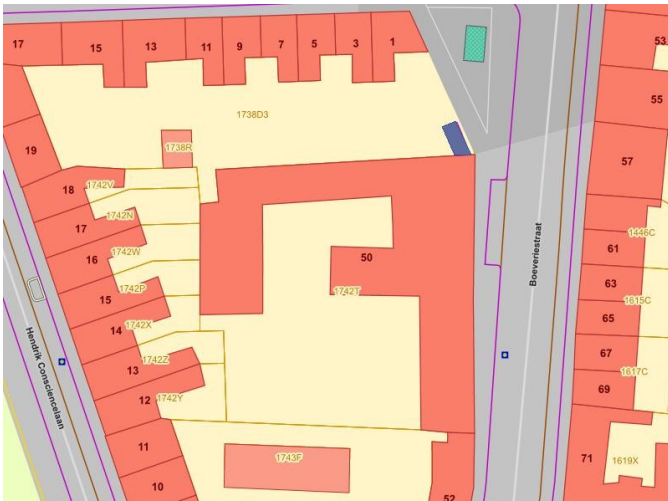 17
15
13
11
9
7
5
3
1
53
55
1738D3
1738R
19
57
18
1742V
1742N
17
1742W
16
1742P
15
1742X
14
1742Z
13
1742Y
12
11
10
50
1742T
Boeveriestraat
1446C
61
63
1615C
65
67
1617C
69
71
1619X
Hendrik Consciencelaan
1743F
52